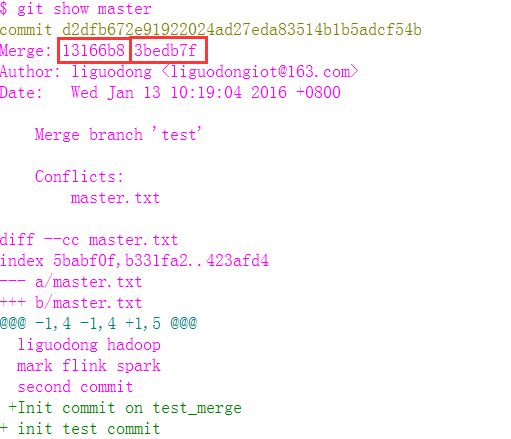 $ git show master
commit d2dfb672e91922024ad27eda83514b1b5adcf54b
Merge: 13166b8 3bedb7f
Author: liguodong <liguodongiot@163.com>
Date:   Wed Jan 13 10:19:04 2016 +0800
    Merge branch 'test'
    Conflicts:
        master.txt
diff --cc master.txt
index 5babf0f,b331fa2..423afd4
--- a/master.txt
+++ b/master.txt
@@@ -1,4 -1,4 +1,5 @@@
  liguodong hadoop
  mark flink spark
  second commit
 +Init commit on test_merge
+ init test commit